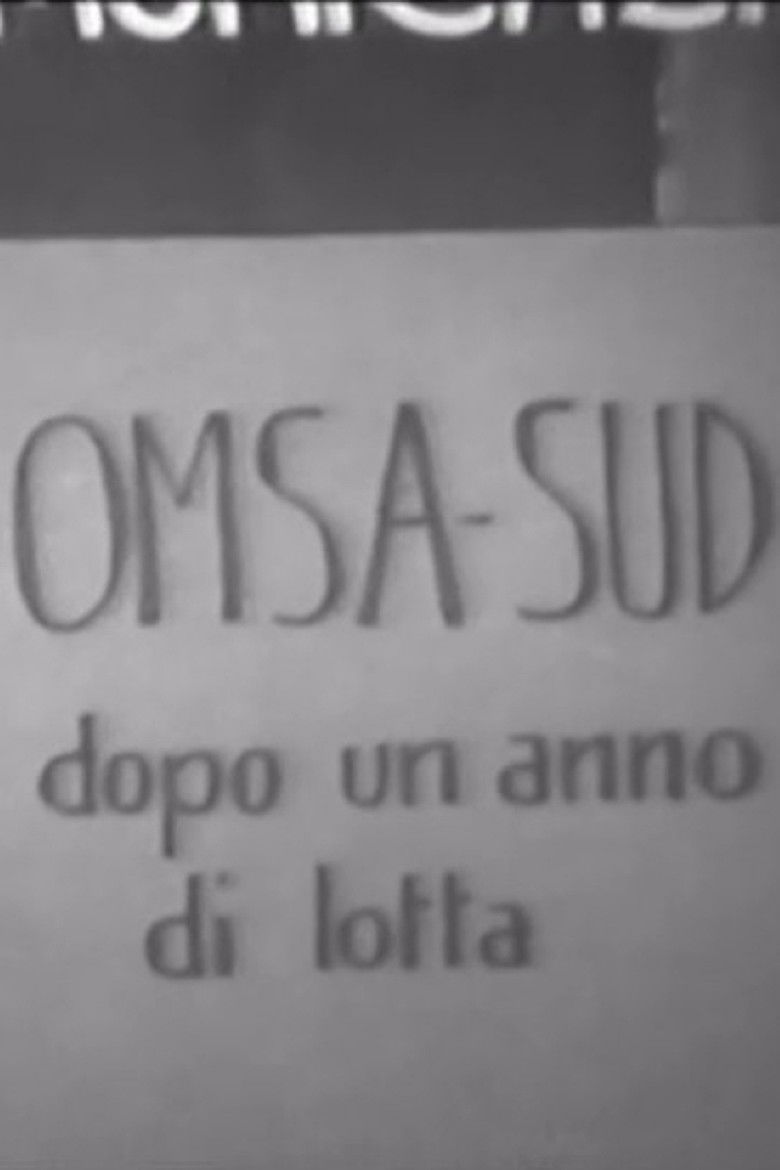 OMSA-SUD
dopo un anno
di lotta